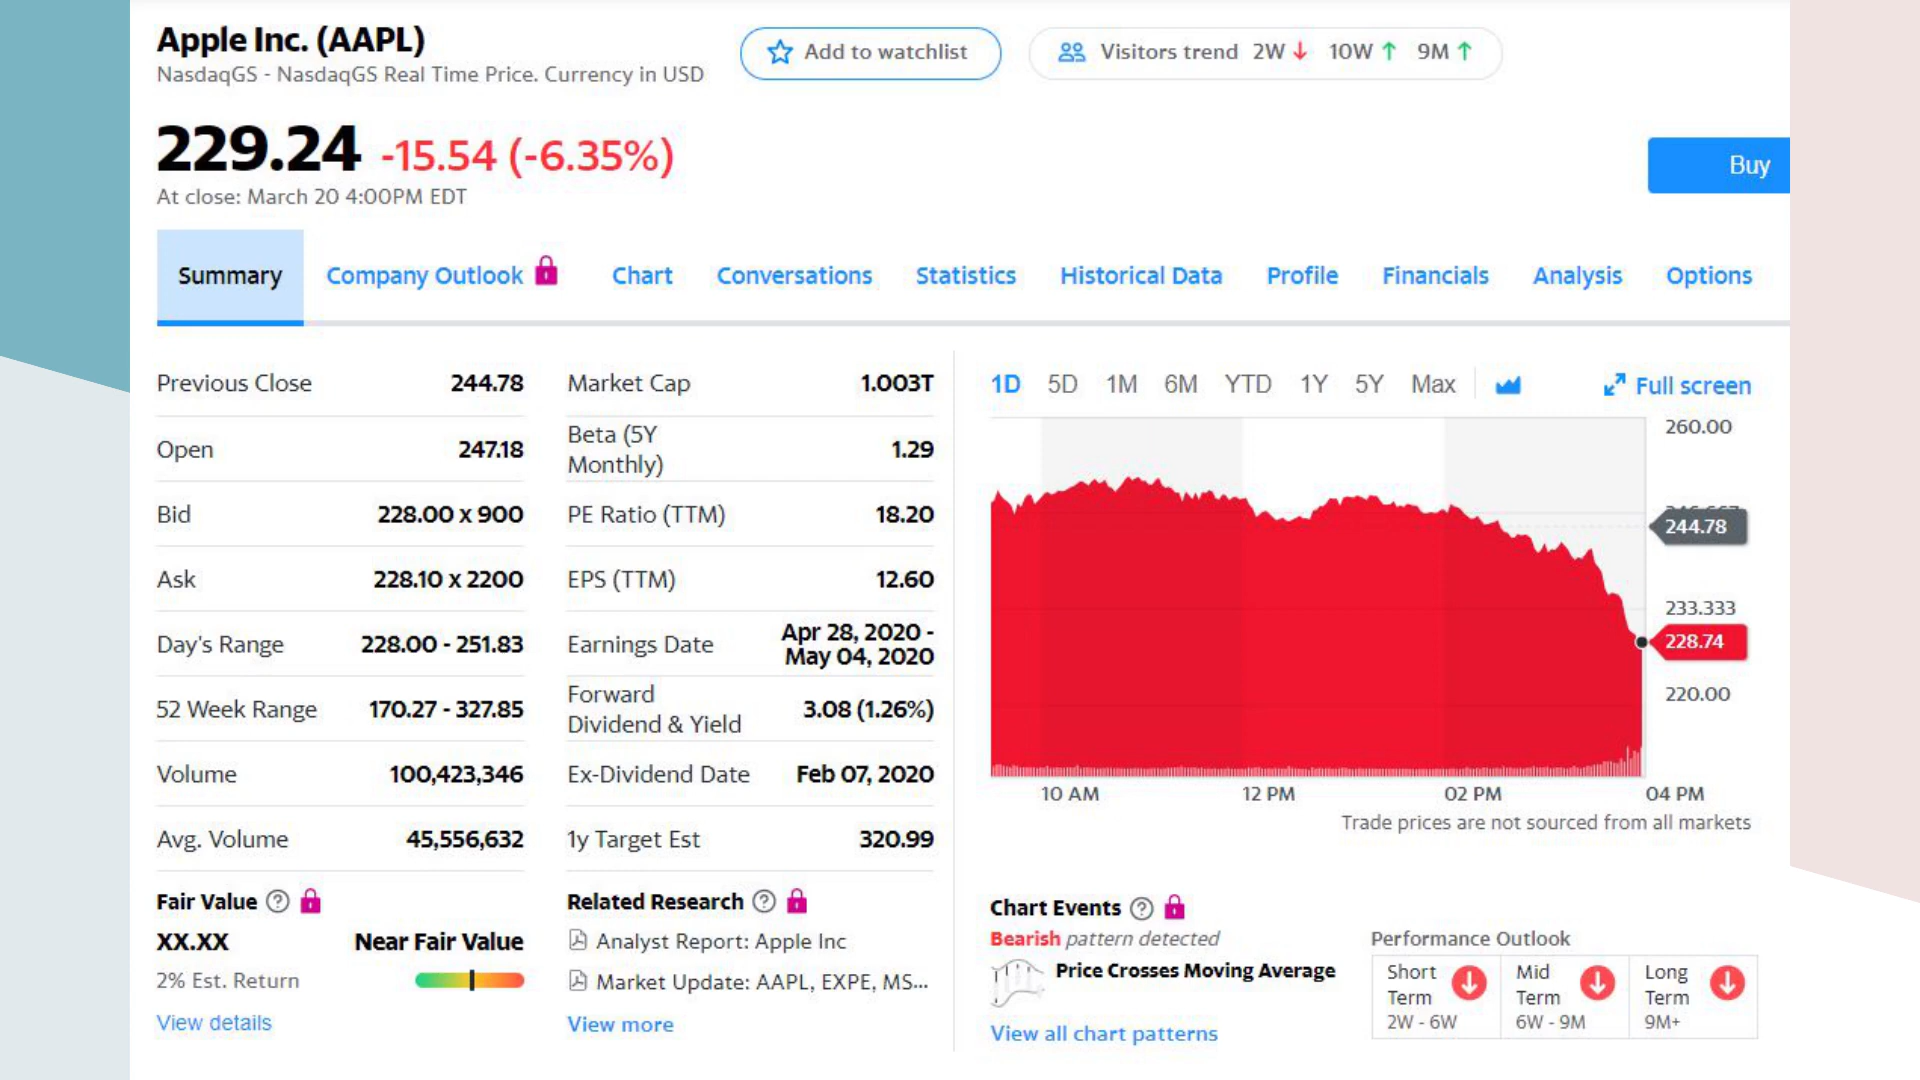 Apple Inc. (AAPL)
NasdaqGS - NasdaqGS Real Time Price. Currency in USD
Add to watchlist
Visitors trend 2W 10W 9M
229.24 -15.54 (-6.35%)
At close: March 20 4:00PM EDT
Buy
Summary Company Outlook Chart Conversations Statistics Historical Data Profile Financials Analysis Options
Previous Close 244.78
Open 247.18
Bid 228.00 x 900
Ask 228.10 x 2200
Day's Range 228.00 - 251.83
52 Week Range 170.27 - 327.85
Volume 100,423,346
Avg. Volume 45,556,632
Market Cap 1.003T
Beta (5Y
Monthly) 1.29
PE Ratio (TTM) 18.20
EPS (TTM) 12.60
Earnings Date Apr 28, 2020 -
May 04, 2020
Forward
Dividend & Yield 3.08 (1.26%)
Ex-Dividend Date Feb 07, 2020
1y Target Est 320.99
1D 5D 1M 6M YTD 1Y 5Y Max Full screen
260.00
244.78
233.333
228.74
220.00
10 AM 12 PM 02 PM 04 PM
Trade prices are not sourced from all markets
Fair Value
XX.XX Near Fair Value
2% Est. Return
View details
Related Research
Analyst Report: Apple Inc
Market Update: AAPL, EXPE, MS...
View more
Chart Events
Bearish pattern detected
Price Crosses Moving Average
View all chart patterns
Performance Outlook
Short
Term
2W - 6W
Mid
Term
6W - 9M
Long
Term
9M+